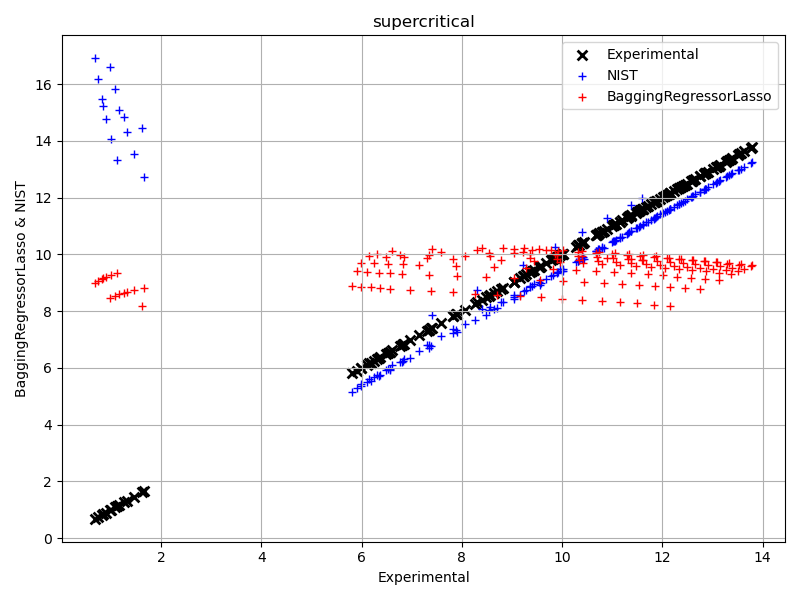 supercritical
Experimental
NIST
BaggingRegressorLasso
BaggingRegressorLasso & NIST
16
14
12
10
8
6
4
2
0
2 4 6 8 10 12 14
Experimental